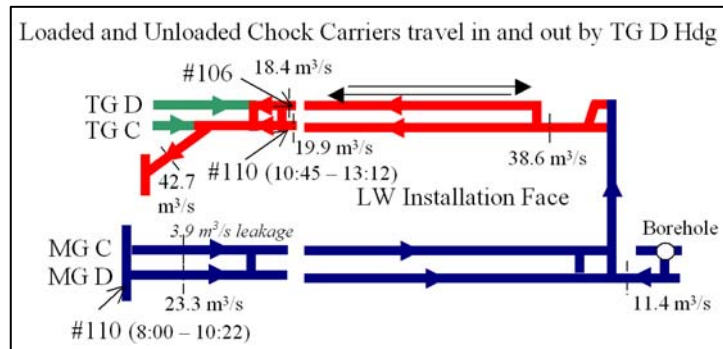 Loaded and Unloaded Chock Carriers travel in and out by TG D Hdg
#106
18.4 m³/s
TG D
TG C
19.9 m³/s
38.6 m³/s
#110 (10:45 – 13:12)
42.7
m³/s
LW Installation Face
3.9 m³/s leakage
Borehole
MG C
MG D
23.3 m³/s
11.4 m³/s
#110 (8:00 – 10:22)